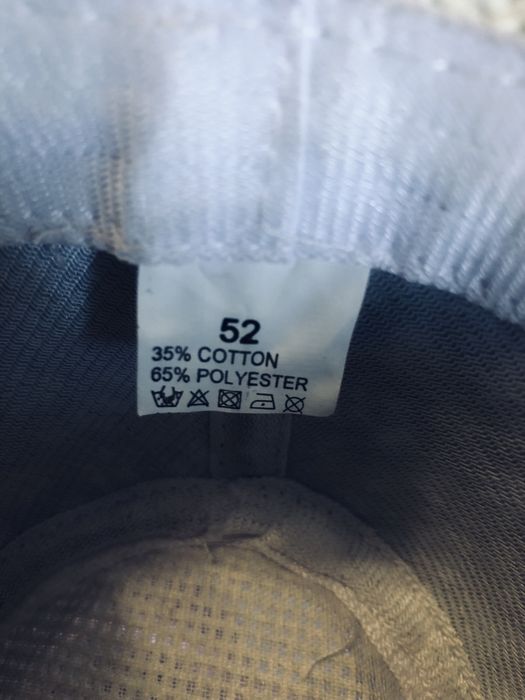 52
35% COTTON
65% POLYESTER